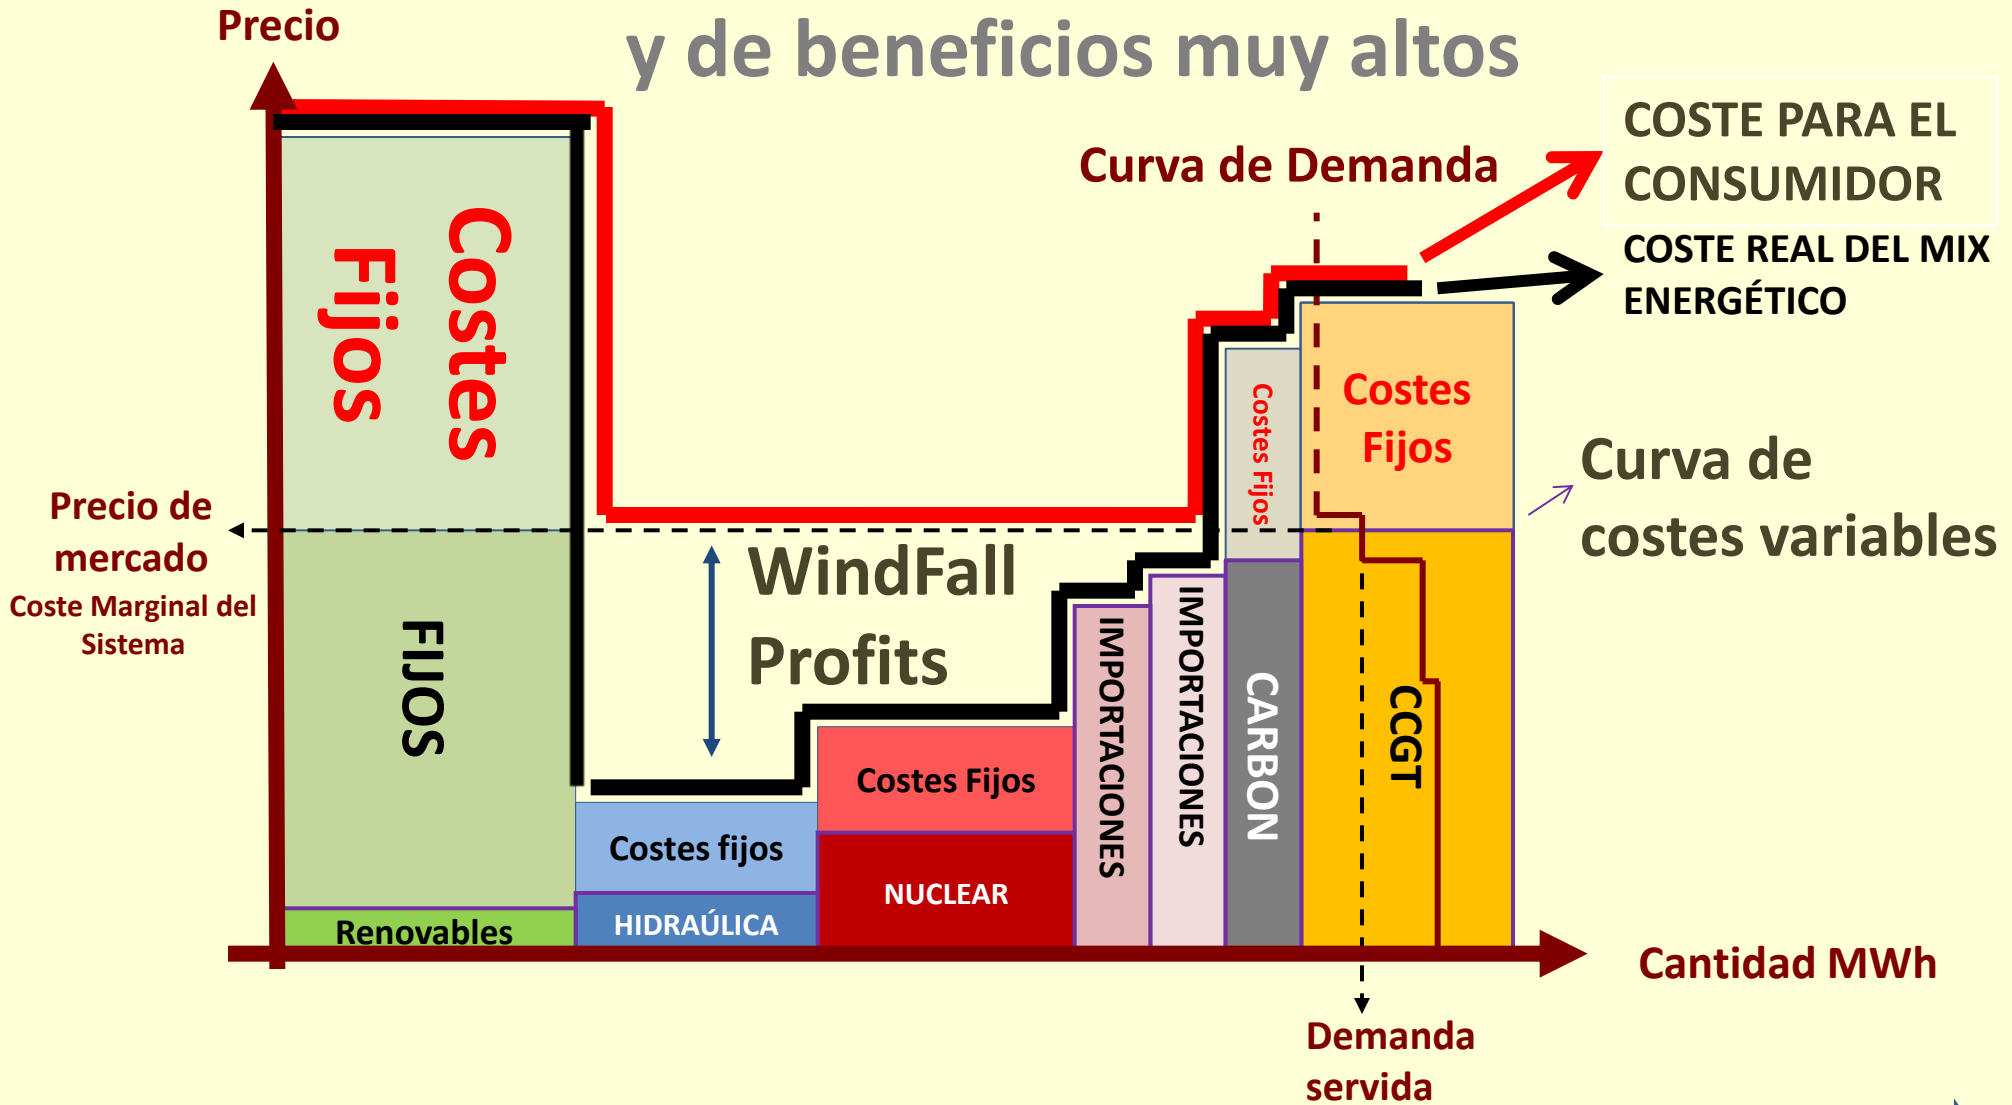 y de beneficios muy altos
Precio
COSTE PARA EL
CONSUMIDOR
Curva de Demanda
COSTE REAL DEL MIX
ENERGÉTICO
Costes
Fijos
Costes Fijos
Costes
Fijos
Curva de
costes variables
Precio de
mercado
Coste Marginal del
Sistema
WindFall
Profits
FIJOS
IMPORTACIONES
IMPORTACIONES
CARBON
CCGT
Costes Fijos
Costes fijos
NUCLEAR
HIDRAÚLICA
Renovables
Cantidad MWh
Demanda
servida